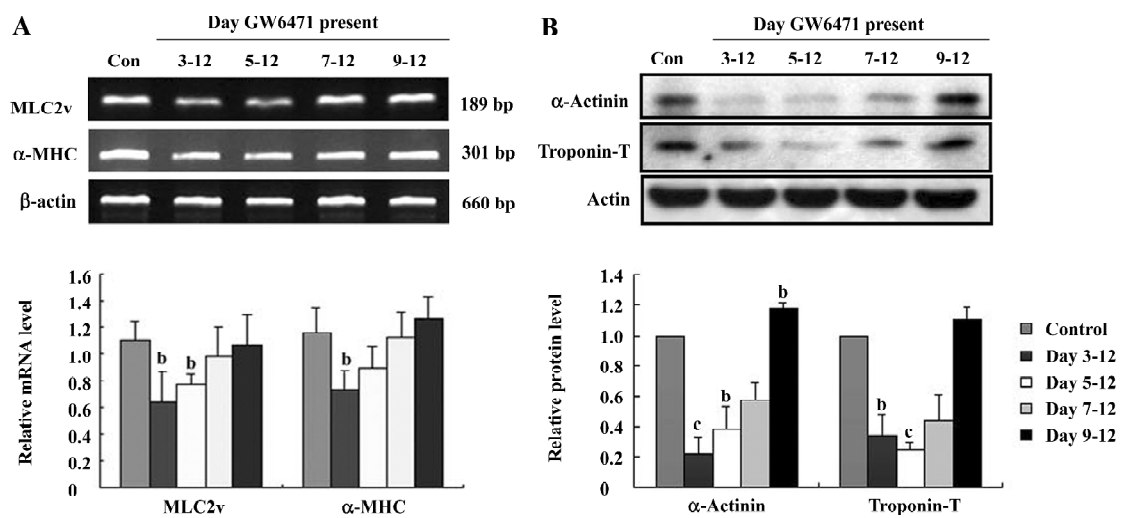 A
Day GW6471 present
Con 3-12 5-12 7-12 9-12
MLC2v 189 bp
α-MHC 301 bp
β-actin 660 bp
Relative mRNA level
1.6
1.4
1.2
1.0
0.8
0.6
0.4
0.2
0
b b b
MLC2v α-MHC
B
Day GW6471 present
Con 3-12 5-12 7-12 9-12
α-Actinin
Troponin-T
Actin
Relative protein level
1.4
1.2
1.0
0.8
0.6
0.4
0.2
0
c b b b c
α-Actinin Troponin-T
Control
Day 3-12
Day 5-12
Day 7-12
Day 9-12